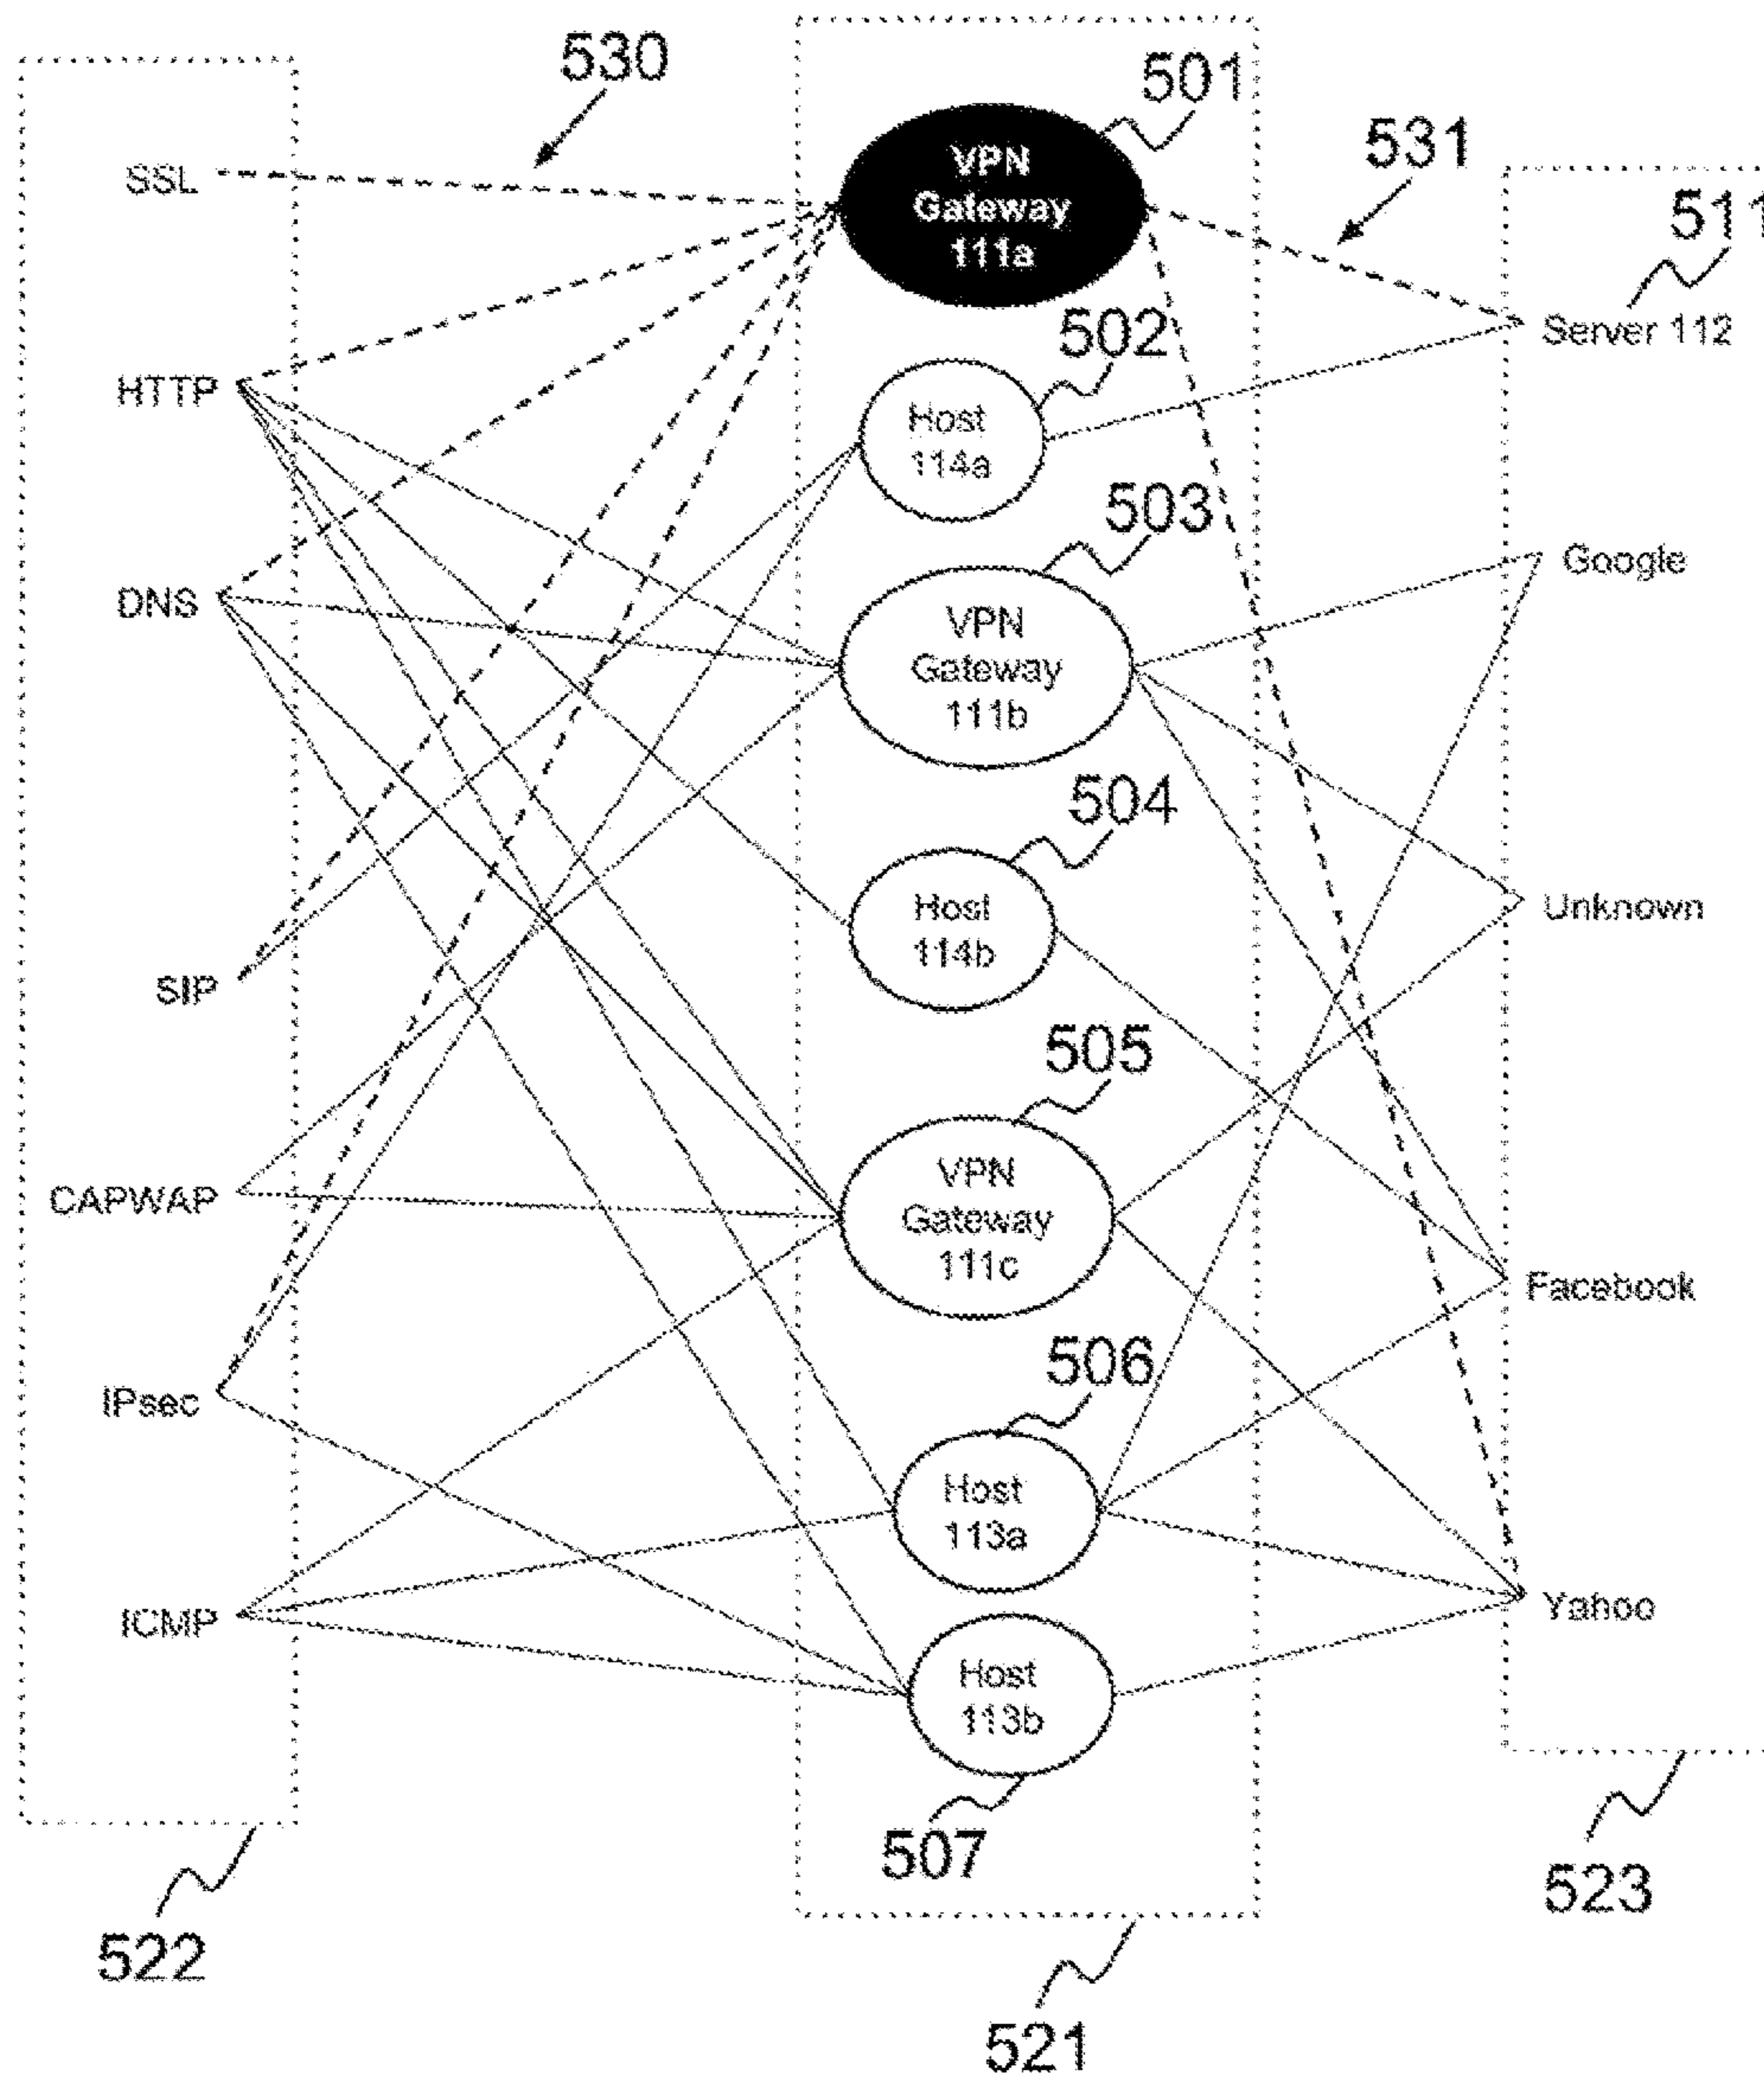 530
501
VPN
Gateway
111a
531
511
SSL
Server 112
502
HTTP
Host
114a
503
Google
DNS
VPN
Gateway
111b
504
Unknown
Host
114b
SIP
505
CAPWAP
VPN
Gateway
111c
Facebook
506
IPsec
Host
113a
ICMP
Yahoo
Host
113b
507
522
523
521